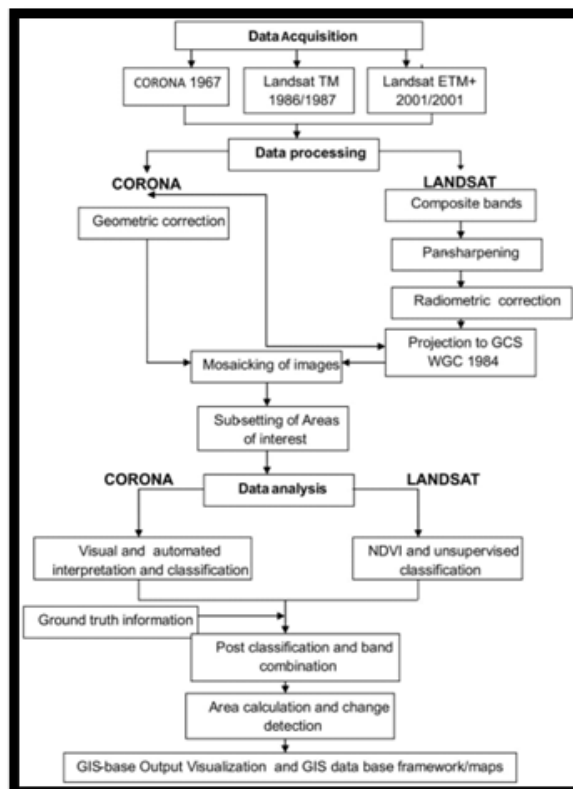 Data Acquisition
CORONA 1967
Landsat TM
1986/1987
Landsat ETM+
2001/2001
Data processing
CORONA
LANDSAT
Geometric correction
Composite bands
Pan-sharpening
Radiometric correction
Projection to GCS
WGC 1984
Mosaicking of images
Sub-setting of Areas
of interest
CORONA
LANDSAT
Data analysis
Visual and automated
interpretation and classification
NDVI and unsupervised
classification
Ground truth information
Post classification and band
combination
Area calculation and change
detection
GIS-base Output Visualization and GIS data base framework/maps